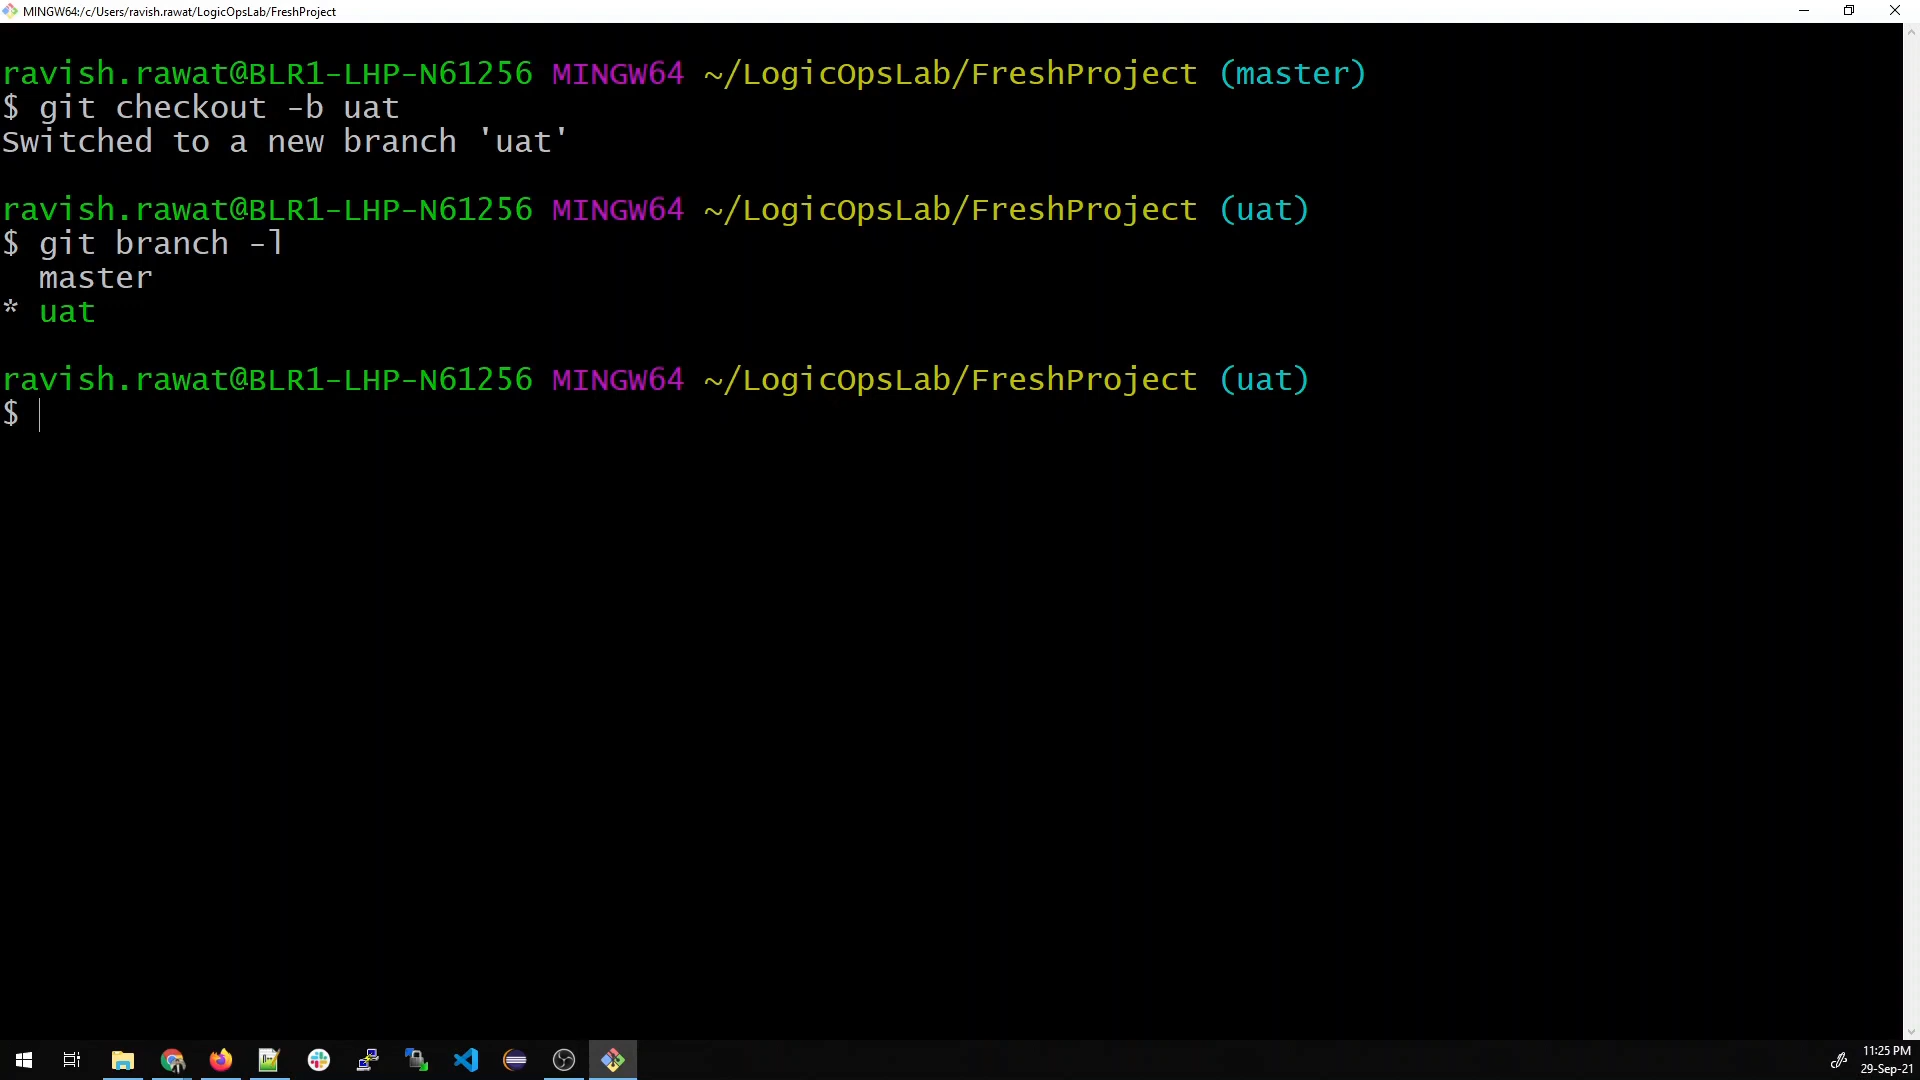 MINGW64:/c/Users/ravish.rawat/LogicOpsLab/FreshProject
ravish.rawat@BLR1-LHP-N61256 MINGW64 ~/LogicOpsLab/FreshProject (master)
$ git checkout -b uat
Switched to a new branch 'uat'
ravish.rawat@BLR1-LHP-N61256 MINGW64 ~/LogicOpsLab/FreshProject (uat)
$ git branch -l
  master
* uat
ravish.rawat@BLR1-LHP-N61256 MINGW64 ~/LogicOpsLab/FreshProject (uat)
$
11:25 PM
29-Sep-21